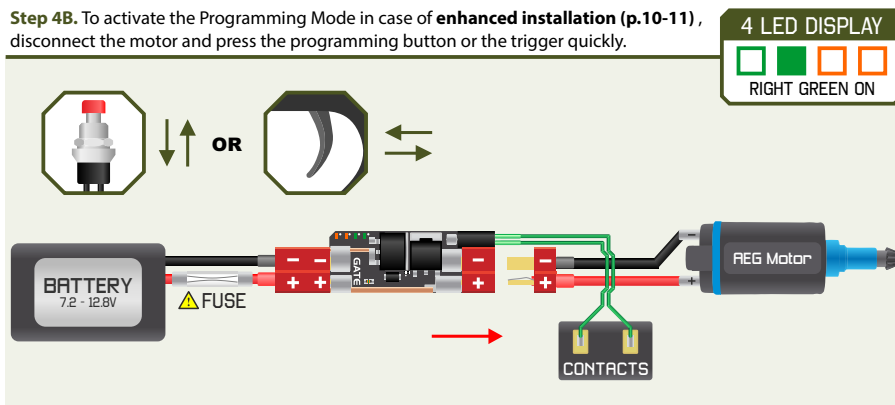 Step 4B. To activate the Programming Mode in case of enhanced installation (p.10-11) ,
disconnect the motor and press the programming button or the trigger quickly.
4 LED DISPLAY
RIGHT GREEN ON
OR
BATTERY
7.2 - 12.8V
FUSE
GATE
- -
+ +
-
+
-
+
-
+
AEG Motor
CONTACTS